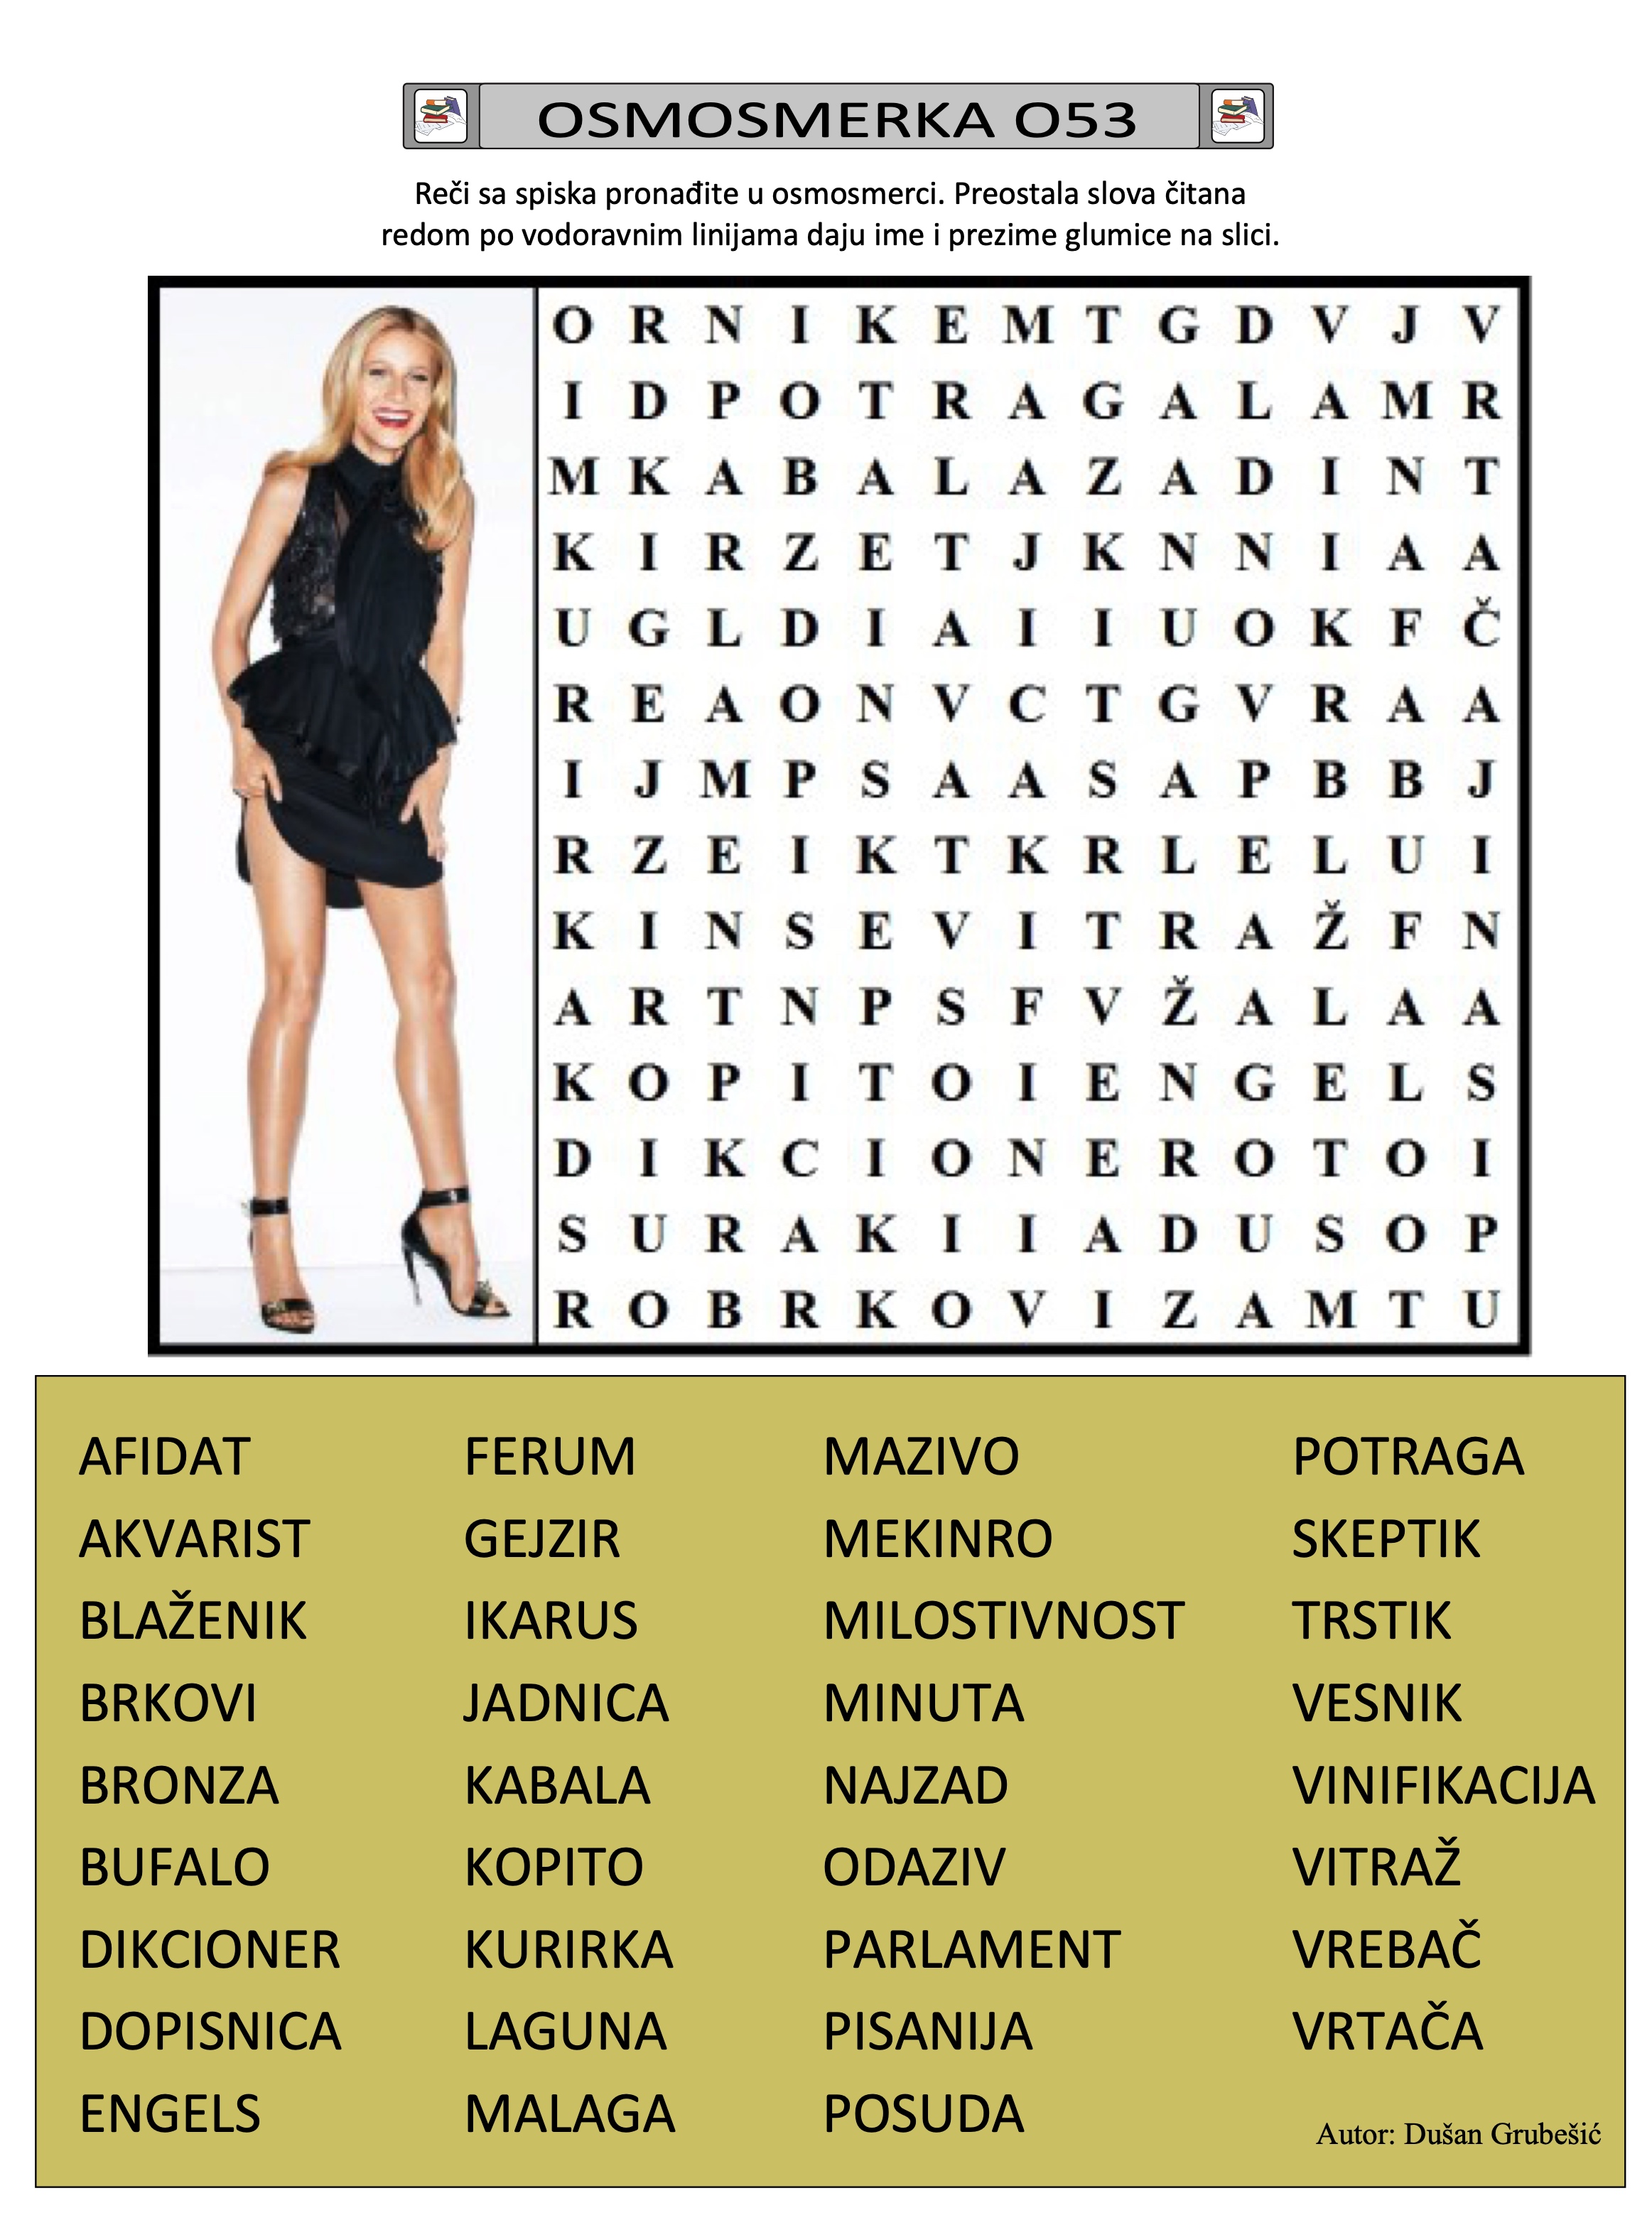 OSMOSMERKA O53
Reči sa spiska pronađite u osmosmerci. Preostala slova čitana
redom po vodoravnim linijama daju ime i prezime glumice na slici.
O R N I K E M T G D V J V
I D P O T R A G A L A M R
M K A B A L A Z A D I N T
K I R Z E T J K N N I A A
U G L D I A I I U O K F Č
R E A O N V C T G V R A A
I J M P S A A S A P B B J
R Z E I K T K R L E L U I
K I N S E V I T R A Ž F N
A R T N P S F V Ž A L A A
K O P I T O I E N G E L S
D I K C I O N E R O T O I
S U R A K I I A D U S O P
R O B R K O V I Z A M T U
AFIDAT FERUM MAZIVO POTRAGA
AKVARIST GEJZIR MEKINRO SKEPTIK
BLAŽENIK IKARUS MILOSTIVNOST TRSTIK
BRKOVI JADNICA MINUTA VESNIK
BRONZA KABALA NAJZAD VINIFIKACIJA
BUFALO KOPITO ODAZIV VITRAŽ
DIKCIONER KURIRKA PARLAMENT VREBAČ
DOPISNICA LAGUNA PISANIJA VRTAČA
ENGELS MALAGA POSUDA
Autor: Dušan Grubešić